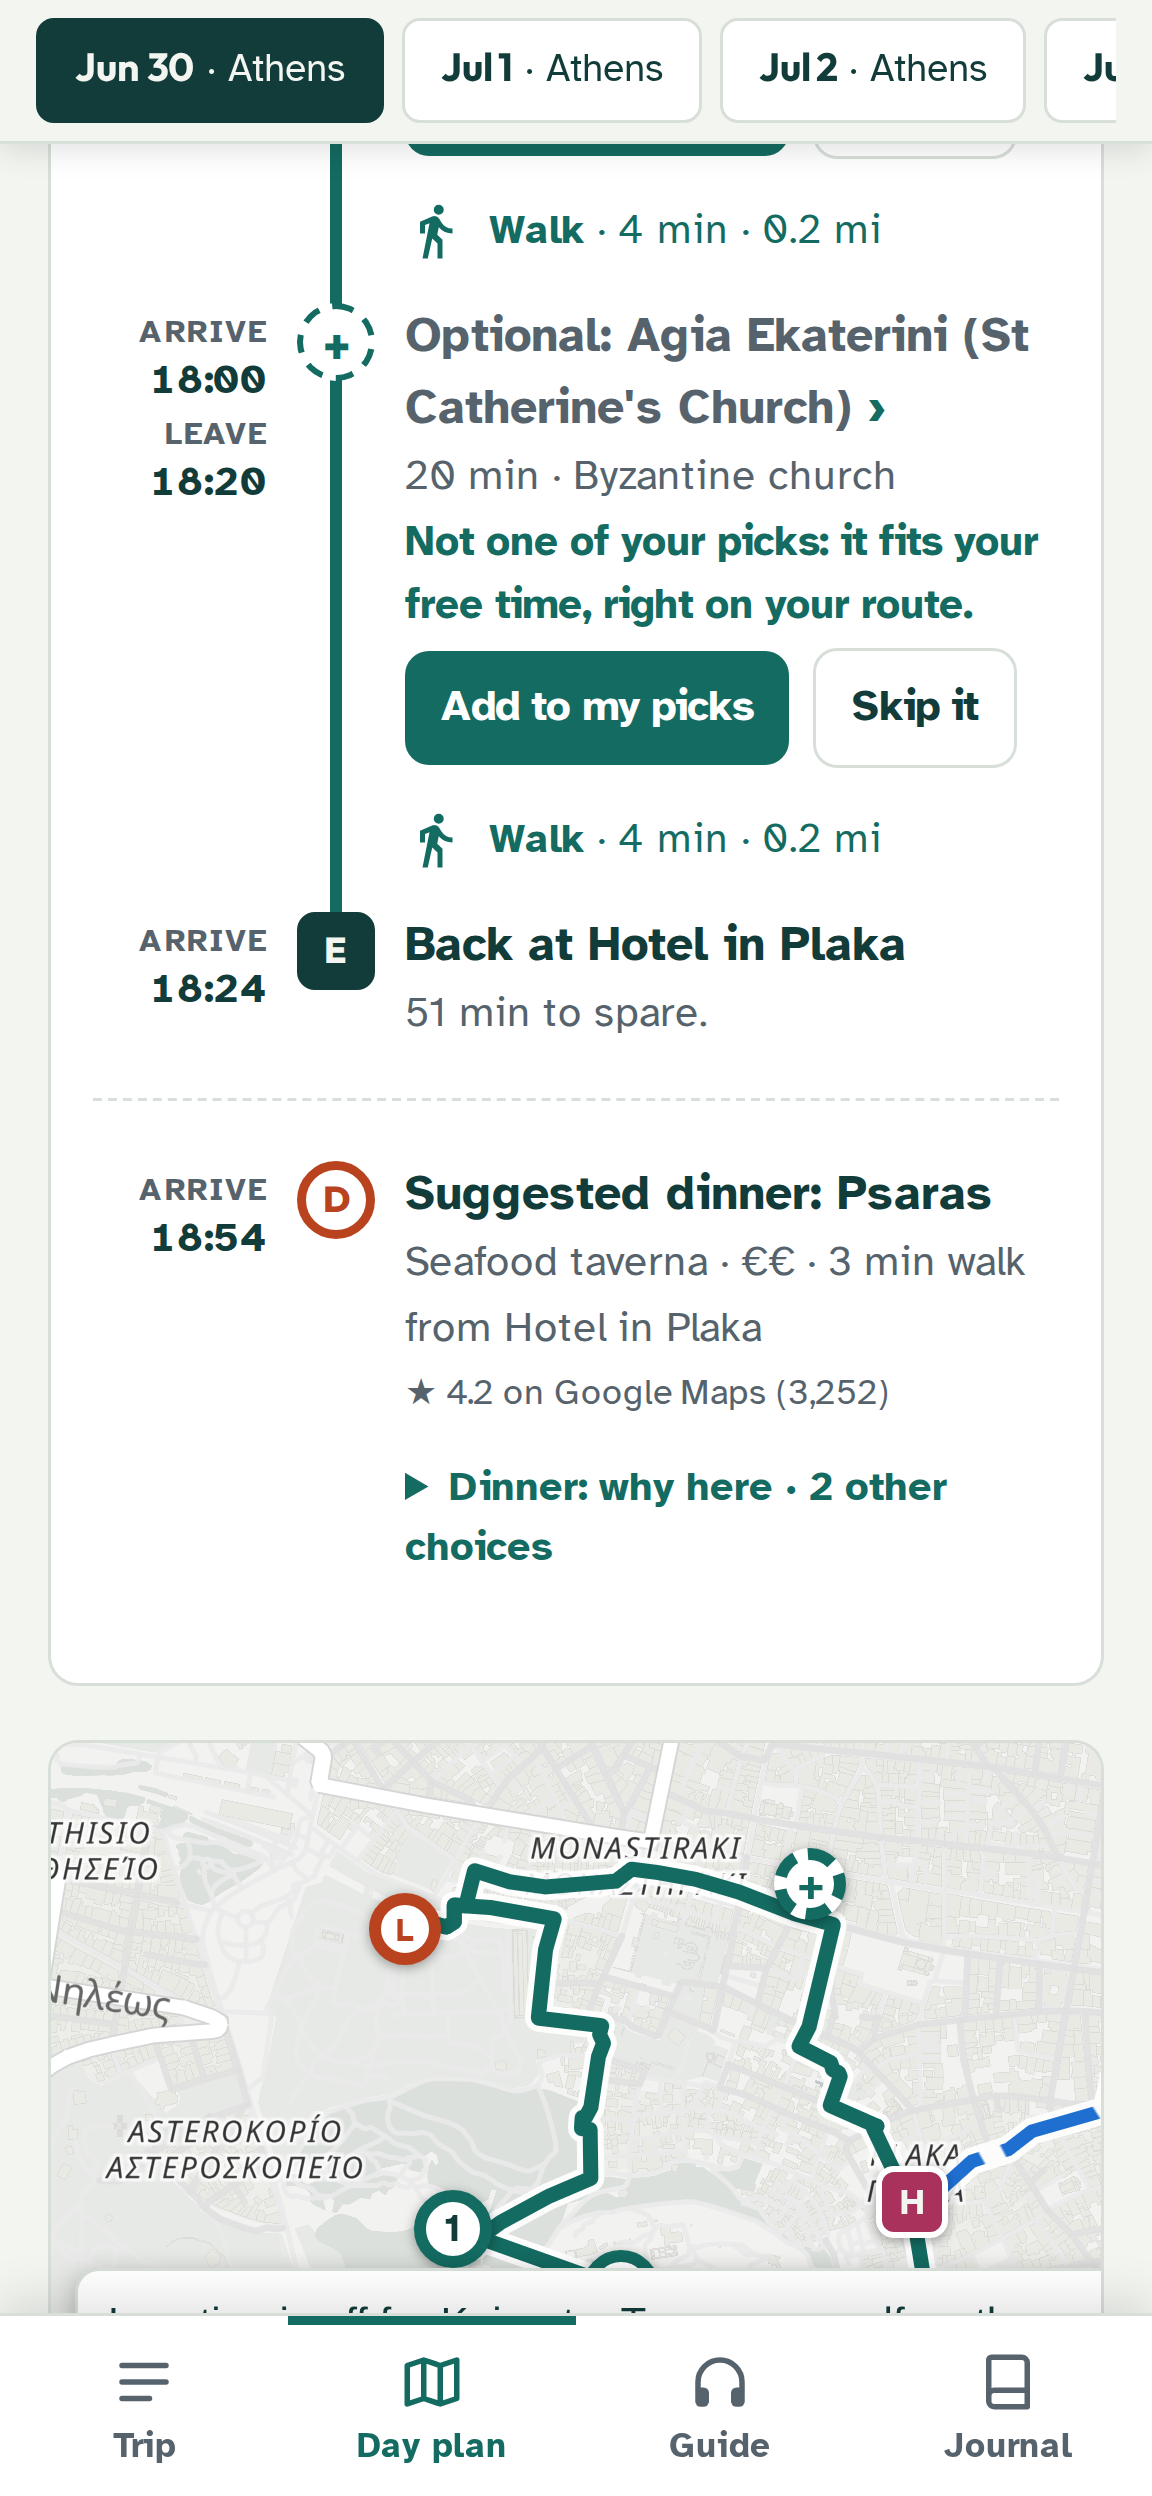 Jun 30 · Athens
Jul 1 · Athens
Jul 2 · Athens
Walk · 4 min · 0.2 mi
ARRIVE
18:00
LEAVE
18:20
+
Optional: Agia Ekaterini (St
Catherine's Church) ›
20 min · Byzantine church
Not one of your picks: it fits your
free time, right on your route.
Add to my picks
Skip it
Walk · 4 min · 0.2 mi
ARRIVE
18:24
E
Back at Hotel in Plaka
51 min to spare.
ARRIVE
18:54
D
Suggested dinner: Psaras
Seafood taverna · €€ · 3 min walk
from Hotel in Plaka
★ 4.2 on Google Maps (3,252)
▶ Dinner: why here · 2 other
choices
THISIO
ΘΗΣΕΊΟ
MONASTIRAKI
+
L
ASTEROKOPÍO
ΑΣΤΕΡΟΣΚΟΠΕΊΟ
H
1
Trip
Day plan
Guide
Journal